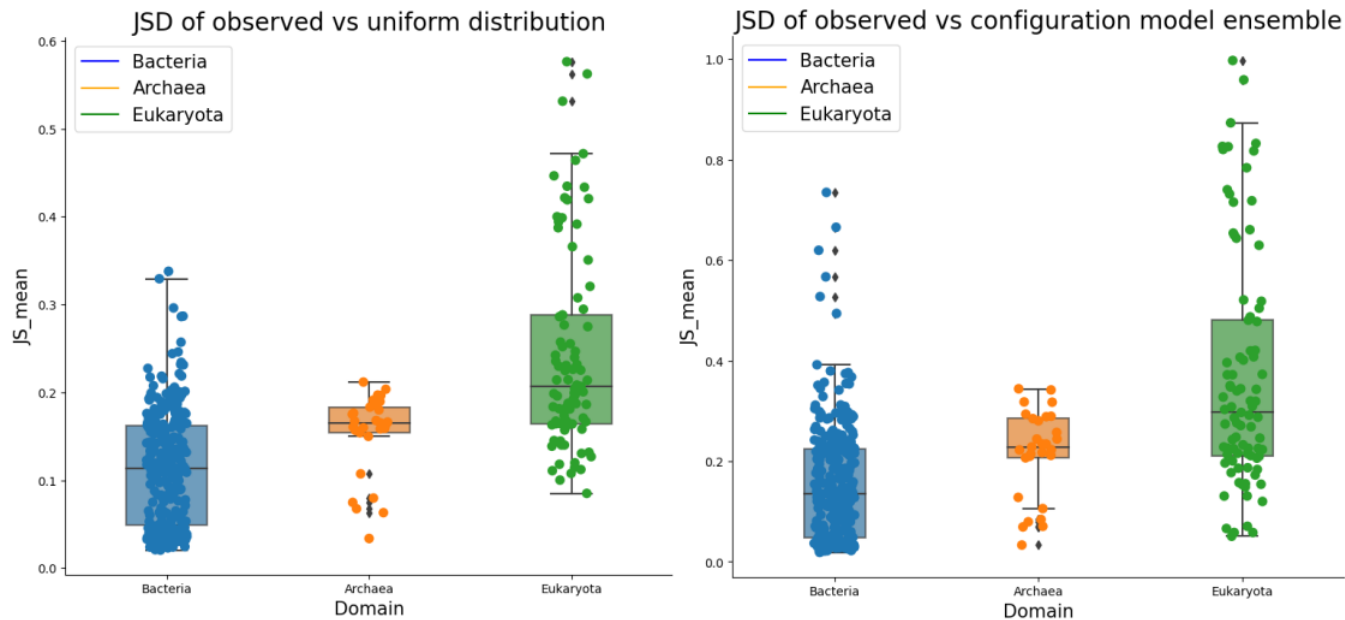 JSD of observed vs uniform distribution
Bacteria
Archaea
Eukaryota
0.6
0.5
0.4
0.3
0.2
0.1
0.0
JS_mean
Bacteria
Archaea
Eukaryota
Domain
JSD of observed vs configuration model ensemble
Bacteria
Archaea
Eukaryota
1.0
0.8
0.6
0.4
0.2
0.0
JS_mean
Bacteria
Archaea
Eukaryota
Domain